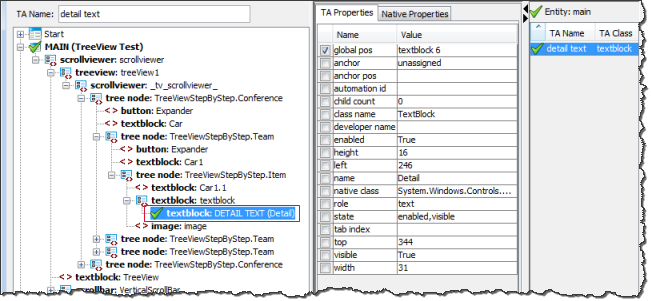 TA Name: detail text
Start
MAIN (TreeView Test)
scrollviewer: scrollviewer
treeview: treeView1
scrollviewer: _tv_scrollviewer_
tree node: TreeViewStepByStep.Conference
button: Expander
textblock: Car
tree node: TreeViewStepByStep.Team
button: Expander
textblock: Car1
tree node: TreeViewStepByStep.Item
textblock: Car1.1
textblock: textblock
textblock: DETAIL TEXT (Detail)
image: image
tree node: TreeViewStepByStep.Team
tree node: TreeViewStepByStep.Team
tree node: TreeViewStepByStep.Conference
textblock: TreeView
scrollbar: VerticalScrollBar
TA Properties Native Properties
Name Value
global pos textblock 6
anchor unassigned
anchor pos
automation id
child count 0
class name TextBlock
developer name
enabled True
height 16
left 246
name Detail
native class System.Windows.Controls....
role text
state enabled,visible
tab index
top 344
visible True
width 31
Entity: main
TA Name TA Class
detail text textblock